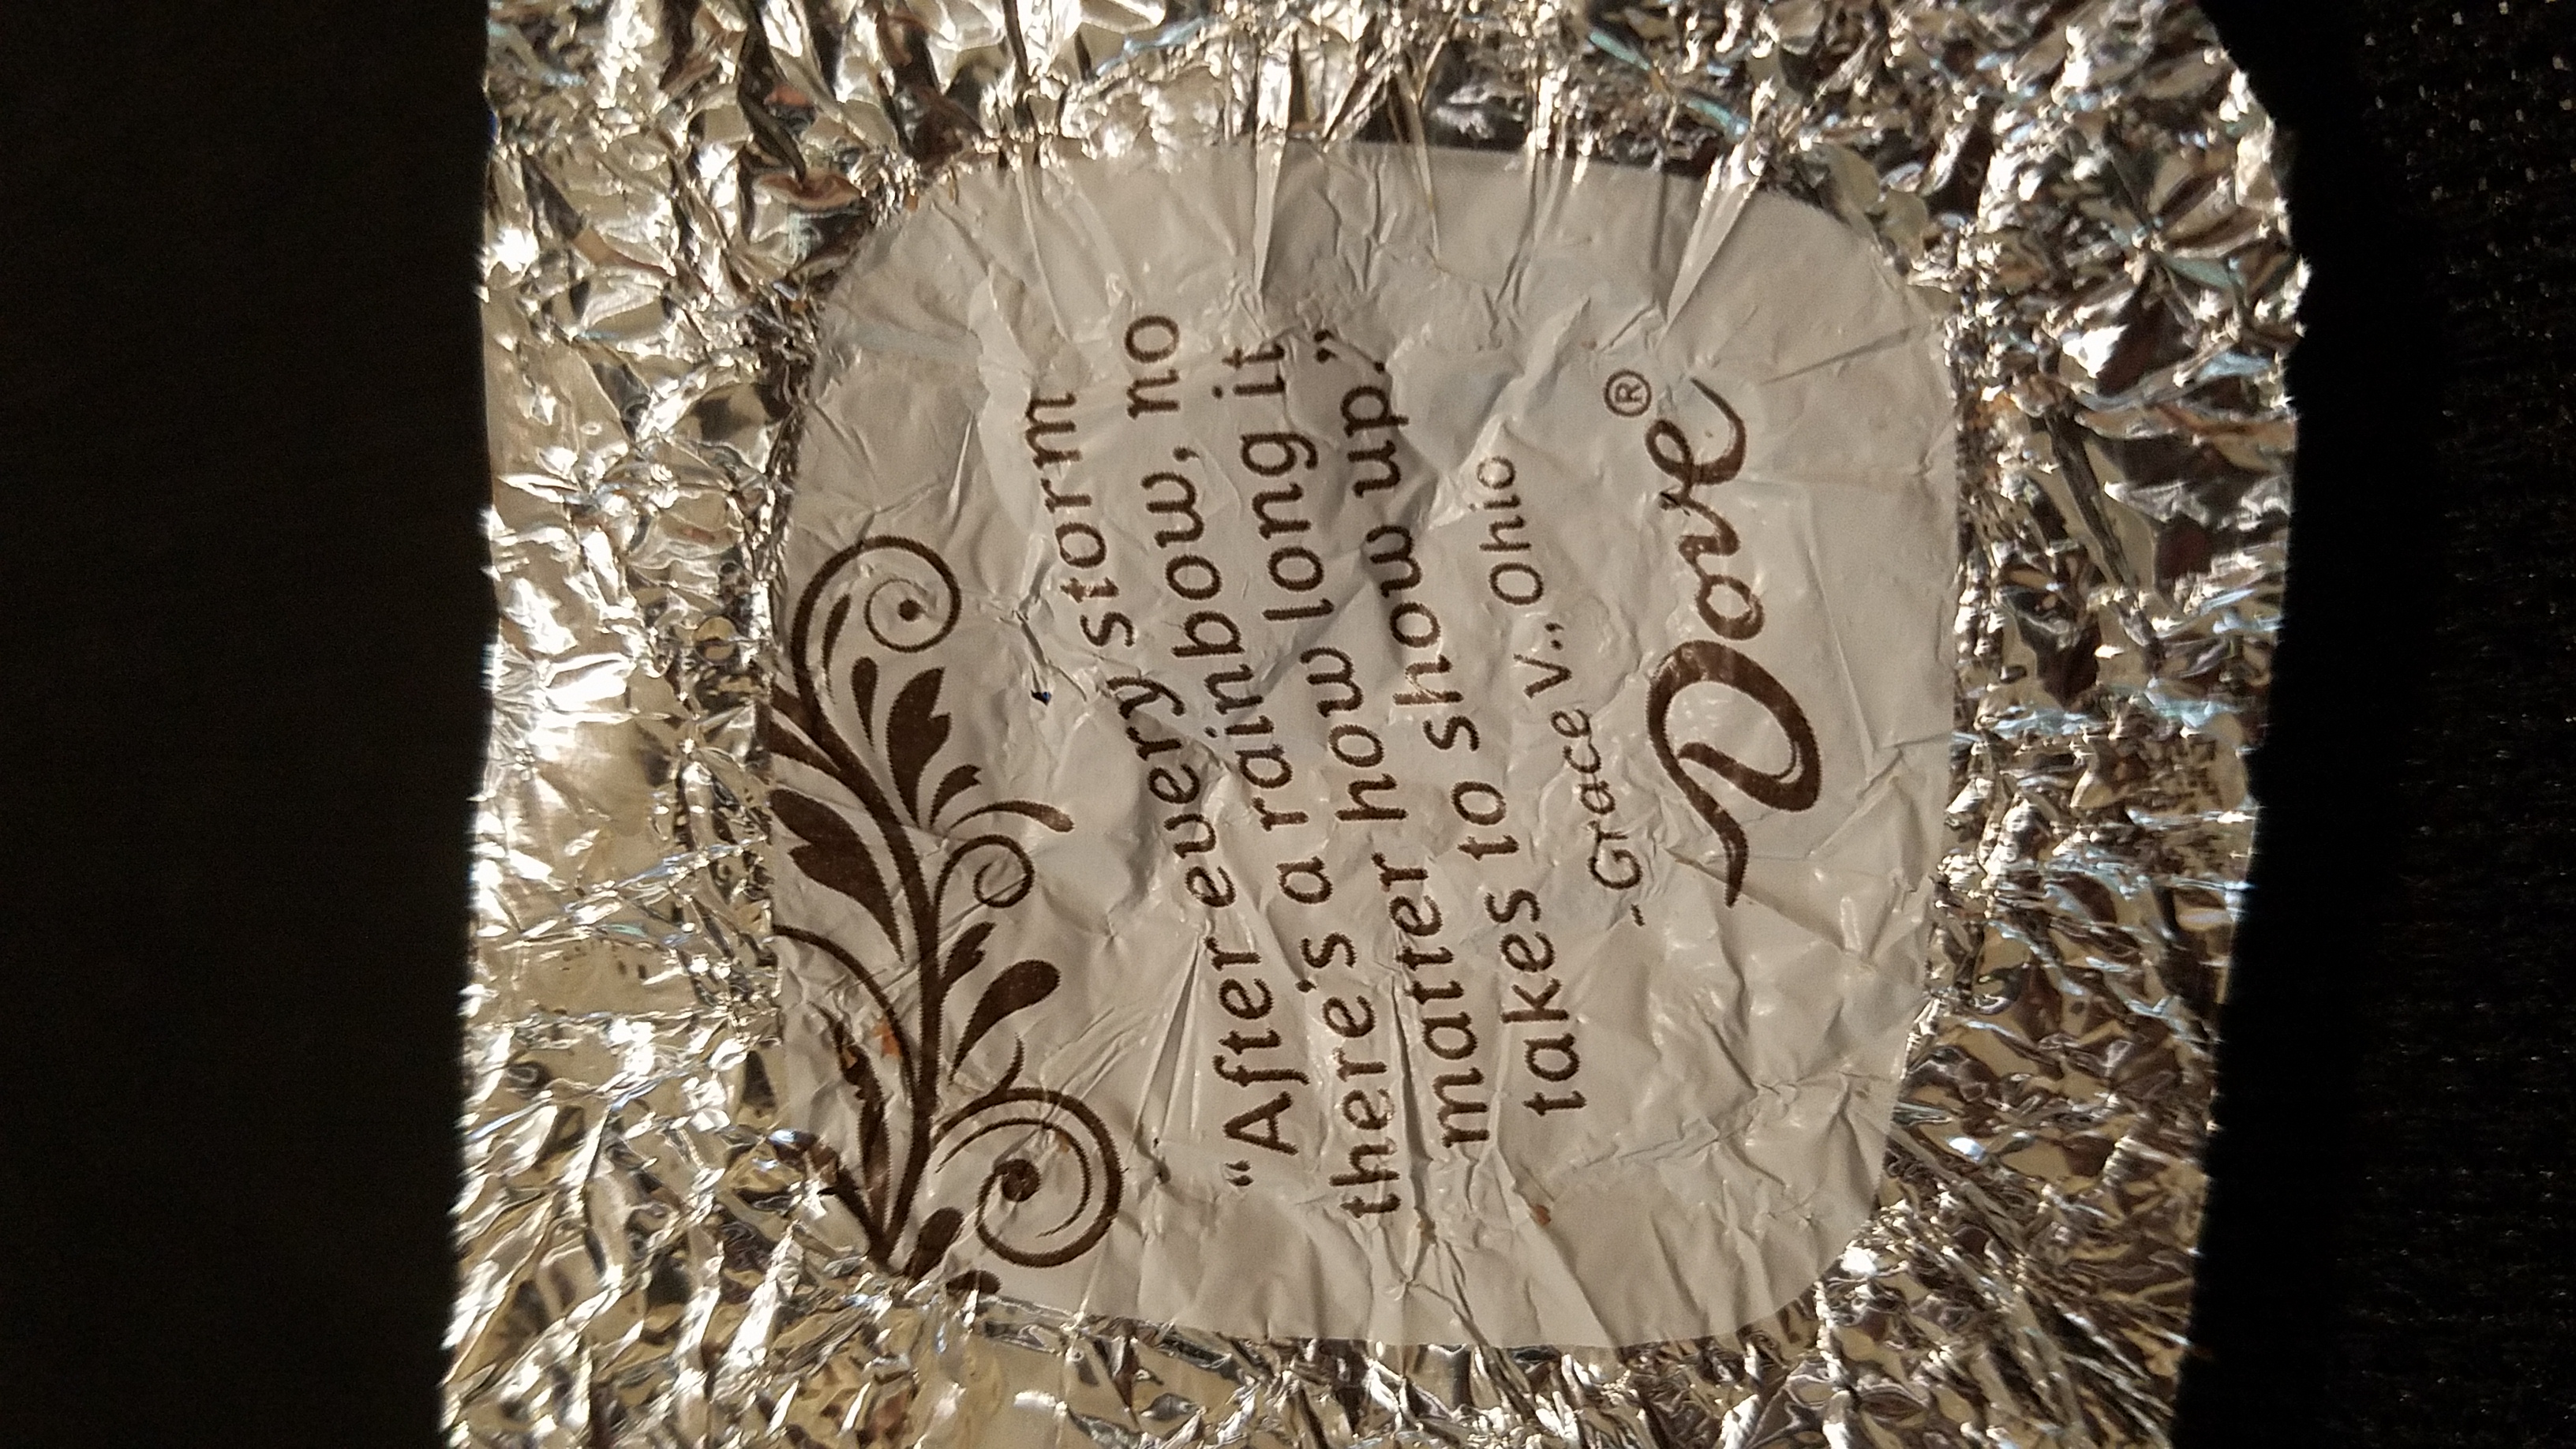 “After every storm
there's a rainbow, no
matter how long it
takes to show up.”
-Grace V., Ohio
Dove®